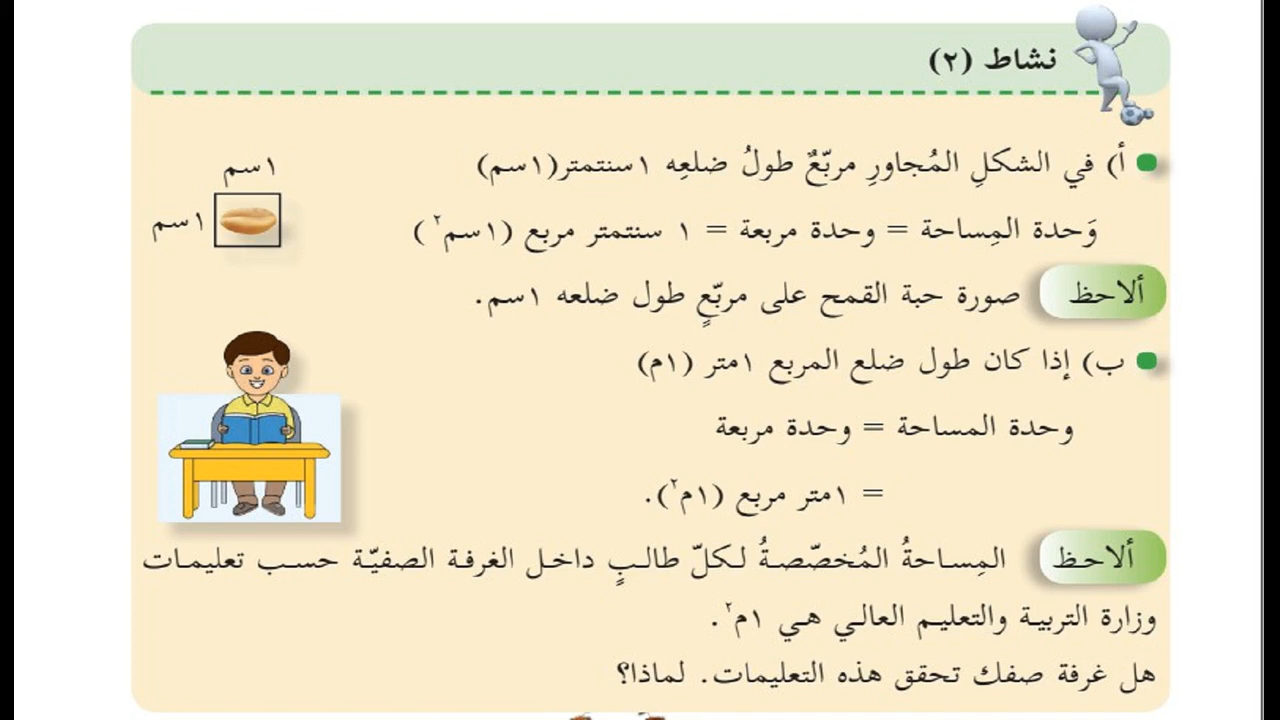 نشاط (٢)
أ) في الشكلِ المُجاورِ مربّعٌ طولُ ضلعِه ١سنتمتر(١سم)
١سم
١سم
وَحدة المِساحة = وحدة مربعة = ١ سنتمتر مربع (١سم٢)
ألاحظ صورة حبة القمح على مربّعٍ طول ضلعه ١سم.
ب) إذا كان طول ضلع المربع ١متر (١م)
وحدة المساحة = وحدة مربعة
= ١متر مربع (١م٢).
ألاحظ المِساحةُ المُخصّصةُ لكلّ طالبٍ داخل الغرفة الصفيّة حسب تعليمات
وزارة التربية والتعليم العالي هي ١م٢.
هل غرفة صفك تحقق هذه التعليمات. لماذا؟